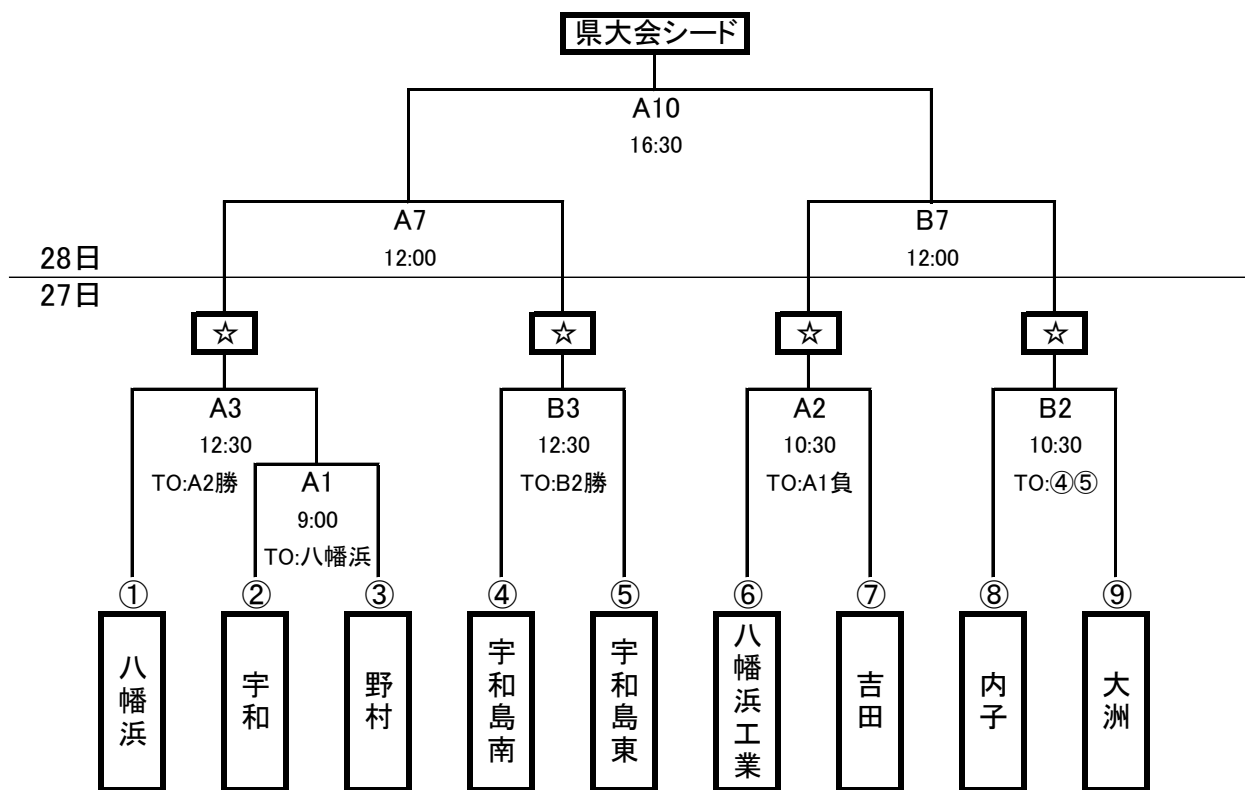 県大会シード
A10
16:30
A7
B7
12:00
12:00
28日
27日
☆
☆
☆
☆
A3
B3
A2
B2
12:30
12:30
10:30
10:30
TO:A2勝
A1
TO:B2勝
TO:A1負
TO:④⑤
9:00
TO:八幡浜
①
②
③
④
⑤
⑥
⑦
⑧
⑨
八幡浜
宇和
野村
宇和島南
宇和島東
八幡浜工業
吉田
内子
大洲